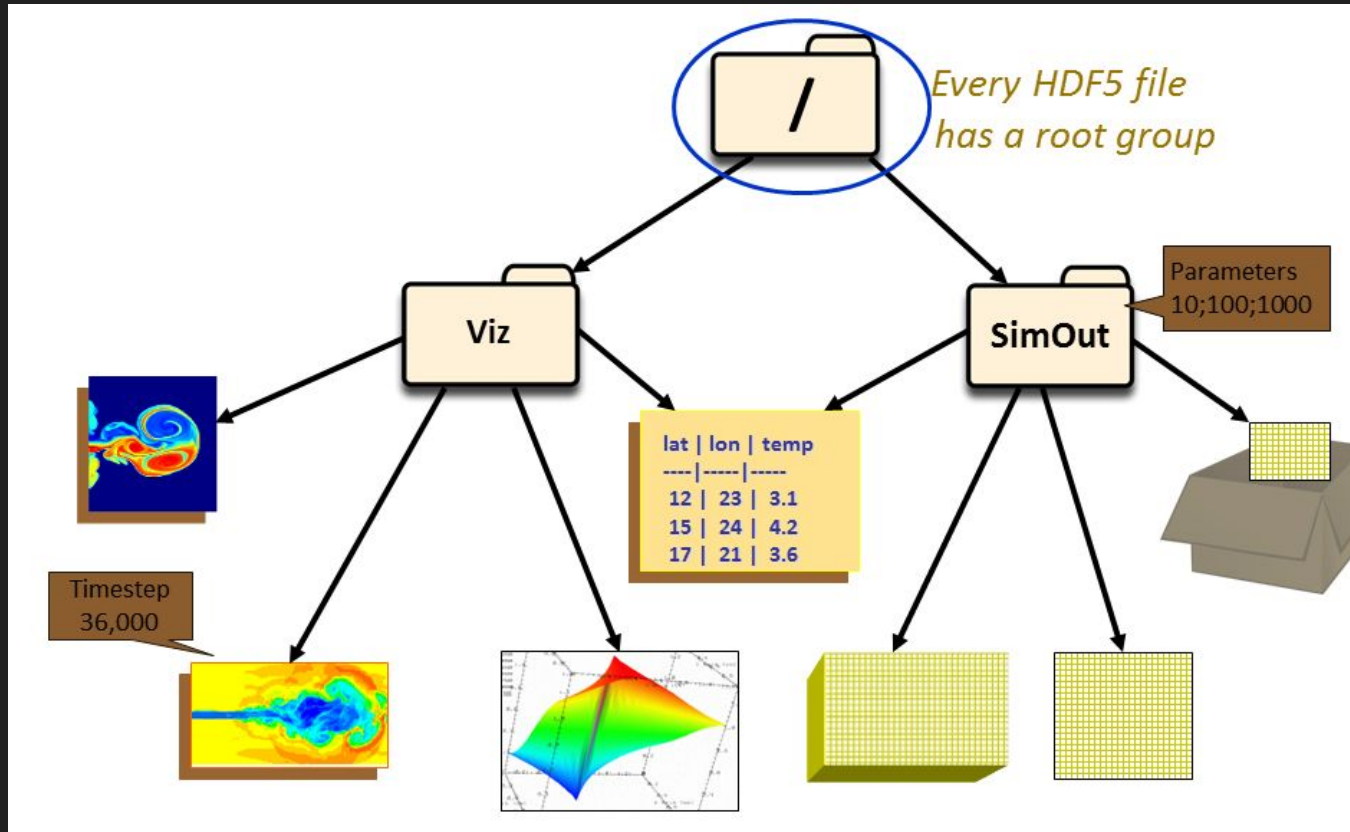 /
Every HDF5 file
has a root group
Viz
SimOut
Parameters
10;100;1000
lat | lon | temp
----|-----|-----
12 | 23 | 3.1
15 | 24 | 4.2
17 | 21 | 3.6
Timestep
36,000